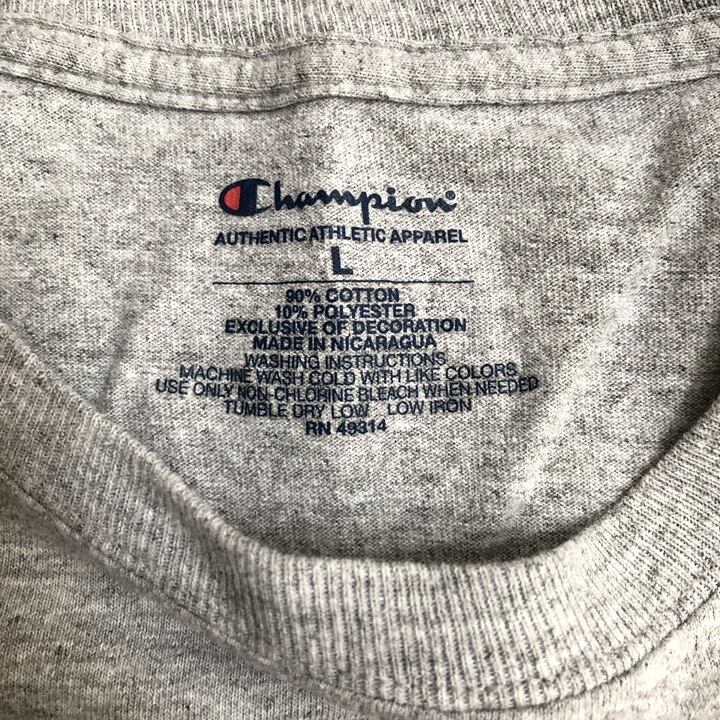 Champion®
AUTHENTIC ATHLETIC APPAREL
L
90% COTTON
10% POLYESTER
EXCLUSIVE OF DECORATION
MADE IN NICARAGUA
WASHING INSTRUCTIONS
MACHINE WASH COLD WITH LIKE COLORS
USE ONLY NON-CHLORINE BLEACH WHEN NEEDED
TUMBLE DRY LOW LOW IRON
RN 49314